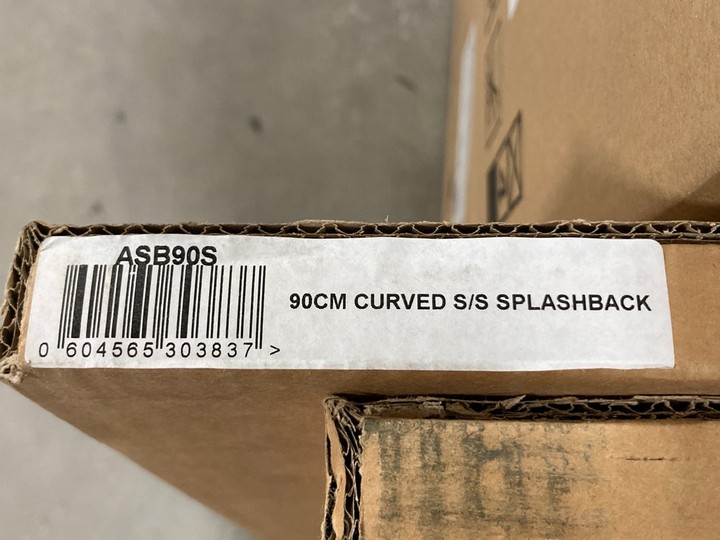 ASB90S
90CM CURVED S/S SPLASHBACK
0 604565 303837 >